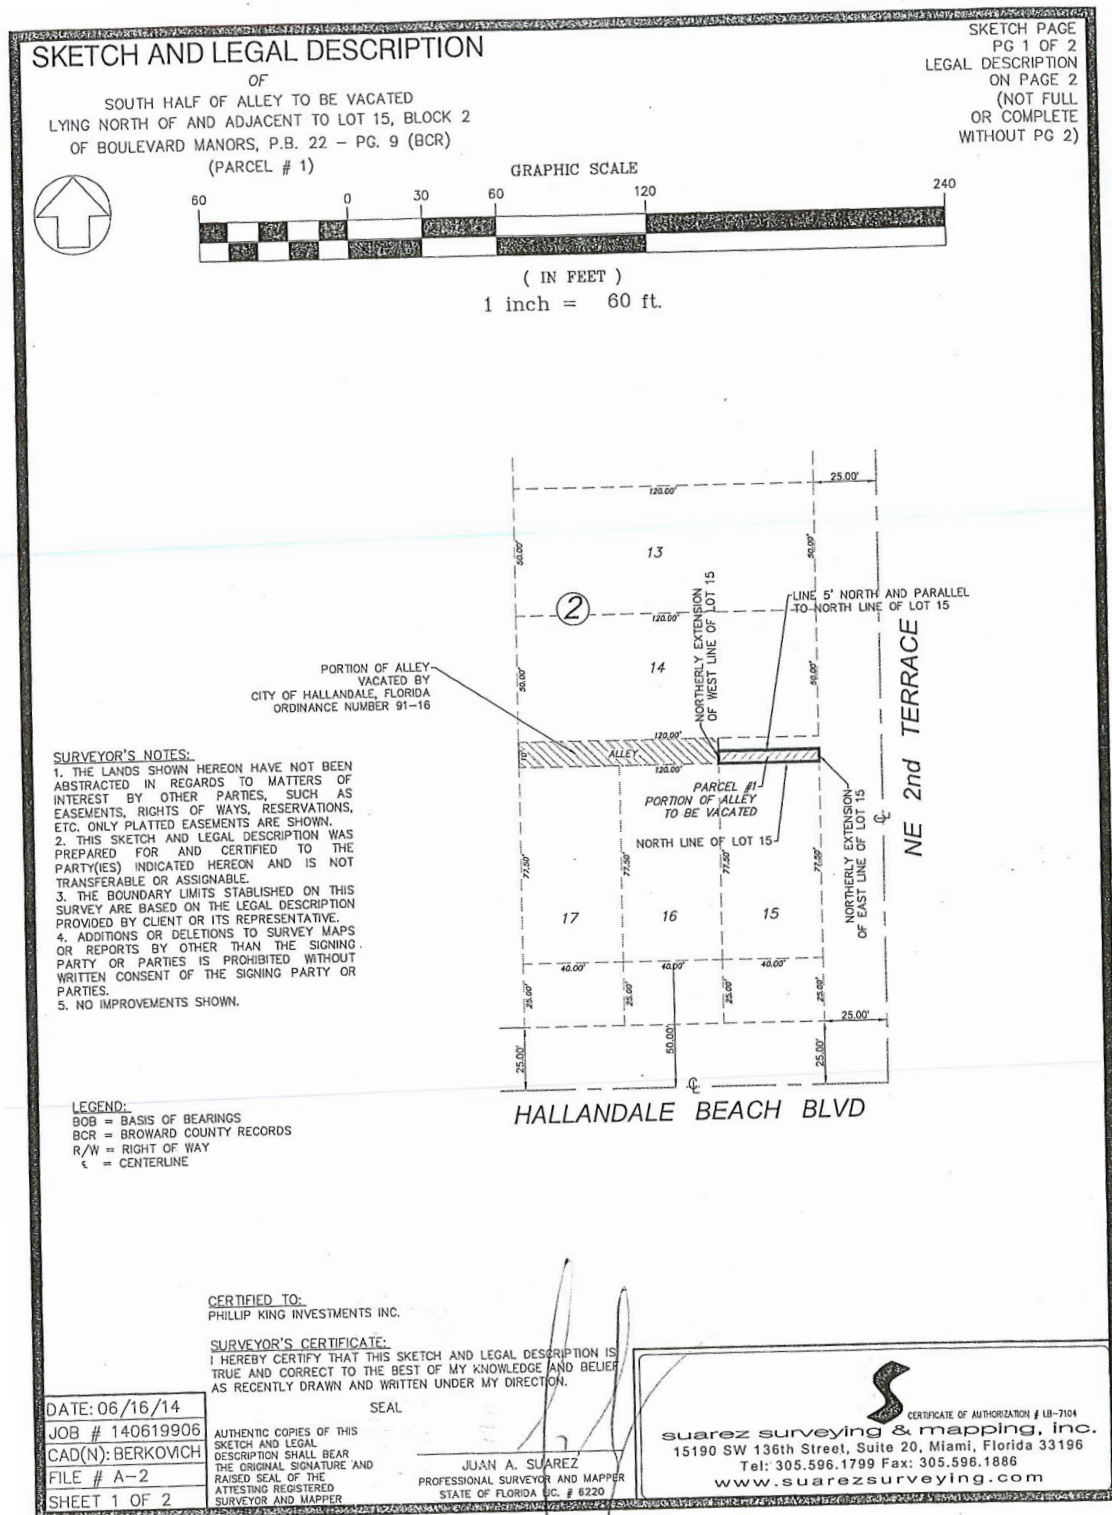 SKETCH AND LEGAL DESCRIPTION
OF
SOUTH HALF OF ALLEY TO BE VACATED
LYING NORTH OF AND ADJACENT TO LOT 15, BLOCK 2
OF BOULEVARD MANORS, P.B. 22 - PG. 9 (BCR)
(PARCEL # 1)
SKETCH PAGE
PG 1 OF 2
LEGAL DESCRIPTION
ON PAGE 2
(NOT FULL
OR COMPLETE
WITHOUT PG 2)
GRAPHIC SCALE
60 0 30 60 120 240
( IN FEET )
1 inch = 60 ft.
25.00'
120.00'
50.00'
13
50.00'
2
120.00'
NORTHERLY EXTENSION
OF WEST LINE OF LOT 15
LINE 5' NORTH AND PARALLEL
TO NORTH LINE OF LOT 15
PORTION OF ALLEY
VACATED BY
CITY OF HALLANDALE, FLORIDA
ORDINANCE NUMBER 91-16
50.00'
14
50.00'
NE 2nd TERRACE
120.00'
10'
ALLEY
120.00'
PARCEL #1
PORTION OF ALLEY
TO BE VACATED
NORTH LINE OF LOT 15
NORTHERLY EXTENSION
OF EAST LINE OF LOT 15
77.50'
77.50'
77.50'
77.50'
17
16
15
40.00'
40.00'
40.00'
25.00'
25.00'
25.00'
25.00'
25.00'
25.00'
50.00'
25.00'
HALLANDALE BEACH BLVD
SURVEYOR'S NOTES:
1. THE LANDS SHOWN HEREON HAVE NOT BEEN
ABSTRACTED IN REGARDS TO MATTERS OF
INTEREST BY OTHER PARTIES, SUCH AS
EASEMENTS, RIGHTS OF WAYS, RESERVATIONS,
ETC. ONLY PLATTED EASEMENTS ARE SHOWN.
2. THIS SKETCH AND LEGAL DESCRIPTION WAS
PREPARED FOR AND CERTIFIED TO THE
PARTY(IES) INDICATED HEREON AND IS NOT
TRANSFERABLE OR ASSIGNABLE.
3. THE BOUNDARY LIMITS STABLISHED ON THIS
SURVEY ARE BASED ON THE LEGAL DESCRIPTION
PROVIDED BY CLIENT OR ITS REPRESENTATIVE.
4. ADDITIONS OR DELETIONS TO SURVEY MAPS
OR REPORTS BY OTHER THAN THE SIGNING
PARTY OR PARTIES IS PROHIBITED WITHOUT
WRITTEN CONSENT OF THE SIGNING PARTY OR
PARTIES.
5. NO IMPROVEMENTS SHOWN.
LEGEND:
BOB = BASIS OF BEARINGS
BCR = BROWARD COUNTY RECORDS
R/W = RIGHT OF WAY
℄ = CENTERLINE
CERTIFIED TO:
PHILLIP KING INVESTMENTS INC.
SURVEYOR'S CERTIFICATE:
I HEREBY CERTIFY THAT THIS SKETCH AND LEGAL DESCRIPTION IS
TRUE AND CORRECT TO THE BEST OF MY KNOWLEDGE AND BELIEF
AS RECENTLY DRAWN AND WRITTEN UNDER MY DIRECTION.
SEAL
DATE: 06/16/14
JOB # 140619906
CAD(N): BERKOVICH
FILE # A-2
SHEET 1 OF 2
AUTHENTIC COPIES OF THIS
SKETCH AND LEGAL
DESCRIPTION SHALL BEAR
THE ORIGINAL SIGNATURE AND
RAISED SEAL OF THE
ATTESTING REGISTERED
SURVEYOR AND MAPPER
JUAN A. SUAREZ
PROFESSIONAL SURVEYOR AND MAPPER
STATE OF FLORIDA LIC. # 6220
CERTIFICATE OF AUTHORIZATION # LB-7104
suarez surveying & mapping, inc.
15190 SW 136th Street, Suite 20, Miami, Florida 33196
Tel: 305.596.1799 Fax: 305.596.1886
www.suarezsurveying.com